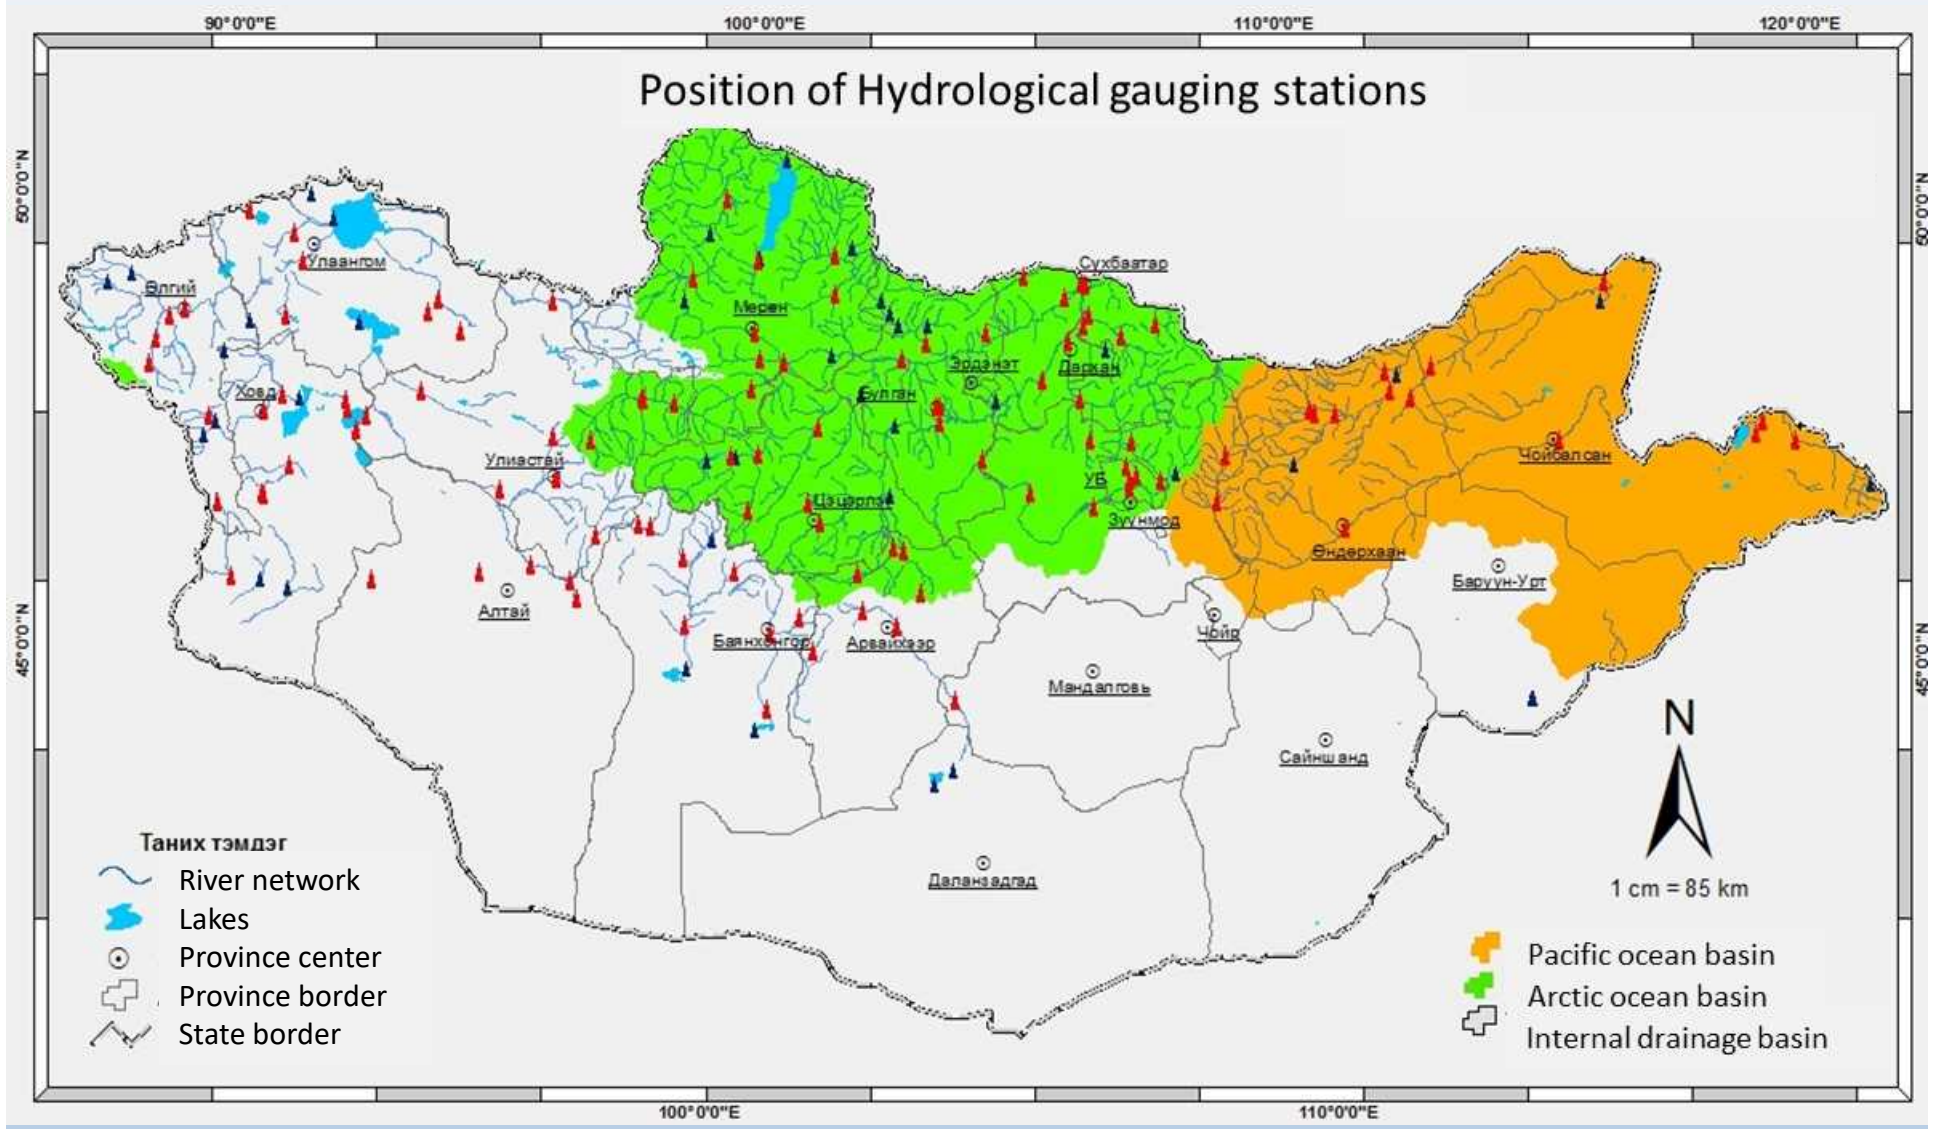 90°0'0"E 100°0'0"E 110°0'0"E 120°0'0"E
Position of Hydrological gauging stations
50°0'0"N
50°0'0"N
Сүхбаатар
Улаангом
Өлгий
Мөрөн
Эрдэнэт
Дархан
Ховд
Булган
Улиастай
Чойбалсан
УБ
Цэцэрлэг
Зуунмод
Өндөрхаан
Баруун-Урт
Алтай
45°0'0"N
Баянхонгор
Арвайхээр
Чойр
45°0'0"N
Мандалговь
N
Сайншанд
Таних тэмдэг
Даланзадгад
1 cm = 85 km
River network
Lakes
Province center
Province border
State border
Pacific ocean basin
Arctic ocean basin
Internal drainage basin
100°0'0"E 110°0'0"E